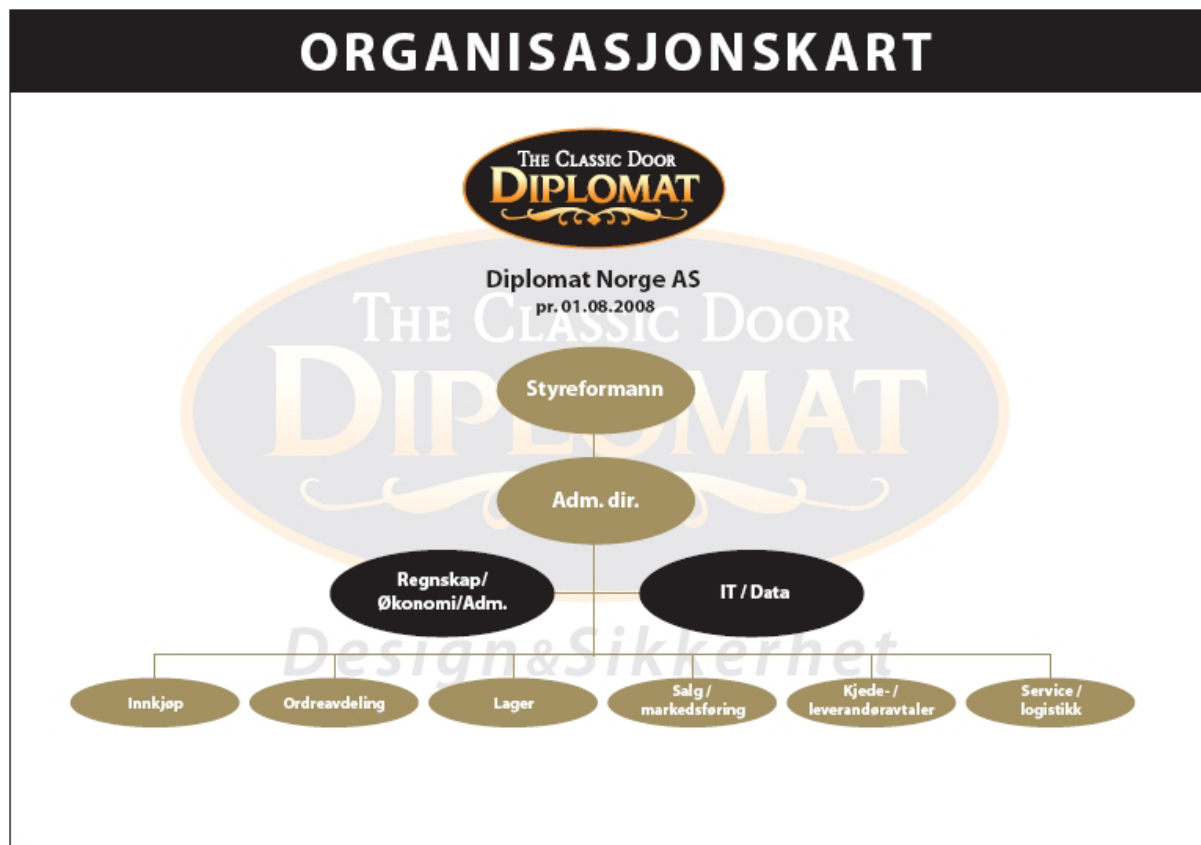 ORGANISASJONSKART
THE CLASSIC DOOR
DIPLOMAT
Diplomat Norge AS
pr. 01.08.2008
THE CLASSIC DOOR
DIPLOMAT
Styreformann
Adm. dir.
Regnskap/
Økonomi/Adm.
IT / Data
Design&Sikkerhet
Innkjøp
Ordreavdeling
Lager
Salg /
markedsføring
Kjede- /
leverandøravtaler
Service /
logistikk